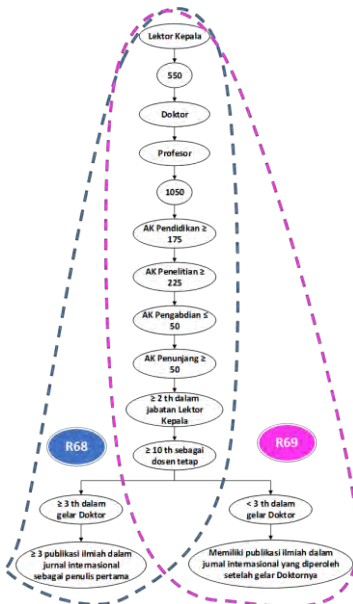 Lektor Kepala
550
Doktor
Profesor
1050
AK Pendidikan ≥
175
AK Penelitian ≥
225
AK Pengabdian ≤
50
AK Penunjang ≥
50
≥ 2 th dalam
jabatan Lektor
Kepala
≥ 10 th sebagai
dosen tetap
R68
R69
≥ 3 th dalam
gelar Doktor
< 3 th dalam
gelar Doktor
≥ 3 publikasi ilmiah dalam
jurnal internasional
sebagai penulis pertama
Memiliki publikasi ilmiah dalam
jurnal internasional yang diperoleh
setelah gelar Doktornya